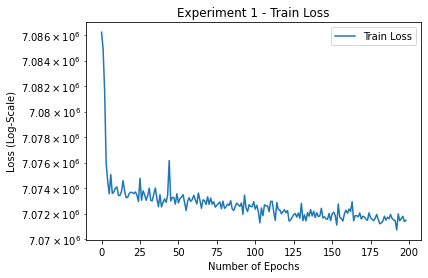 Experiment 1 - Train Loss
Train Loss
Loss (Log-Scale)
7.086 × 10⁶
7.084 × 10⁶
7.082 × 10⁶
7.08 × 10⁶
7.078 × 10⁶
7.076 × 10⁶
7.074 × 10⁶
7.072 × 10⁶
7.07 × 10⁶
0 25 50 75 100 125 150 175 200
Number of Epochs